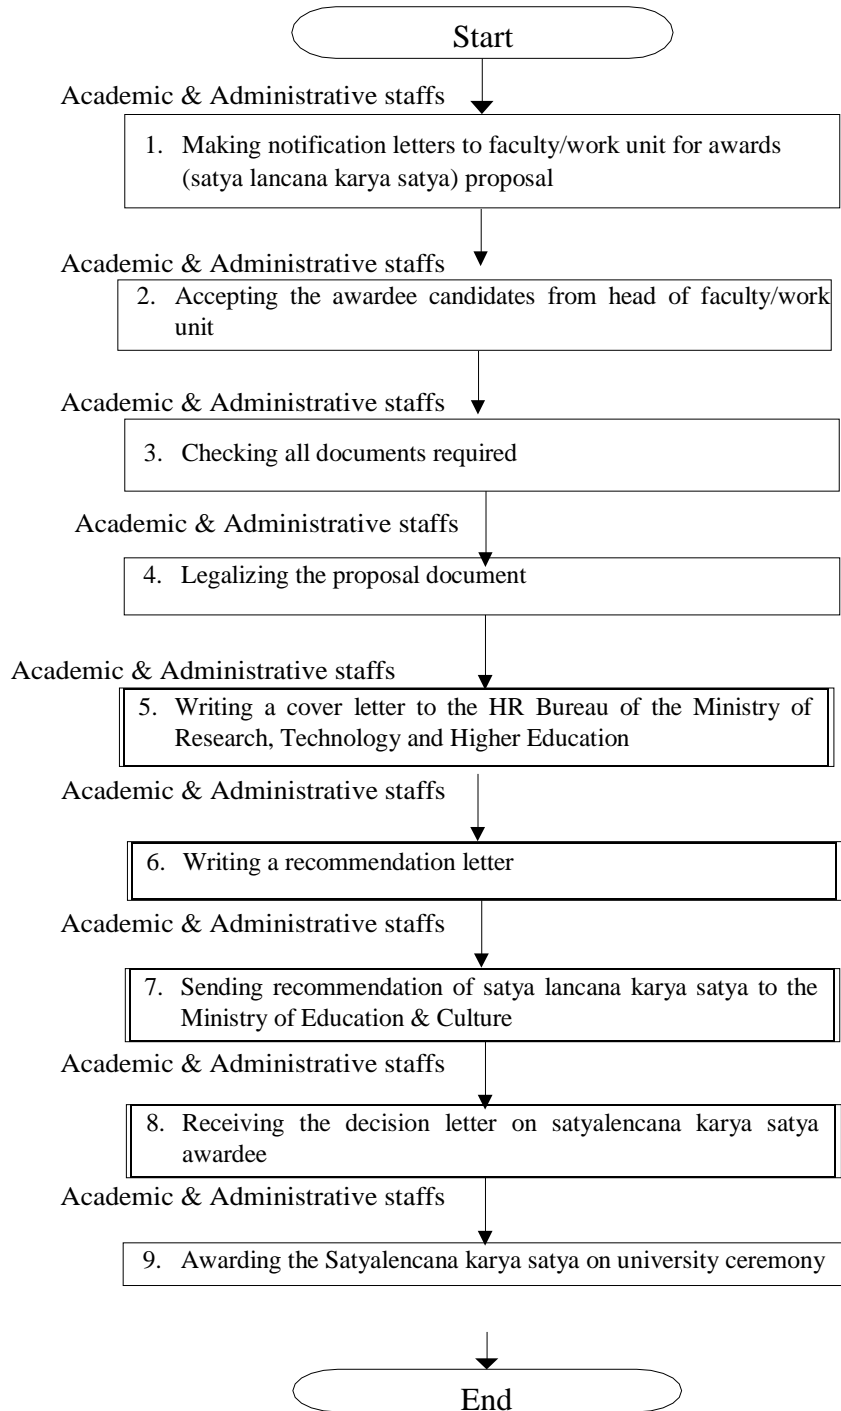 Start
Academic & Administrative staffs
1. Making notification letters to faculty/work unit for awards
(satya lancana karya satya) proposal
Academic & Administrative staffs
2. Accepting the awardee candidates from head of faculty/work
unit
Academic & Administrative staffs
3. Checking all documents required
Academic & Administrative staffs
4. Legalizing the proposal document
Academic & Administrative staffs
5. Writing a cover letter to the HR Bureau of the Ministry of
Research, Technology and Higher Education
Academic & Administrative staffs
6. Writing a recommendation letter
Academic & Administrative staffs
7. Sending recommendation of satya lancana karya satya to the
Ministry of Education & Culture
Academic & Administrative staffs
8. Receiving the decision letter on satyalencana karya satya
awardee
Academic & Administrative staffs
9. Awarding the Satyalencana karya satya on university ceremony
End